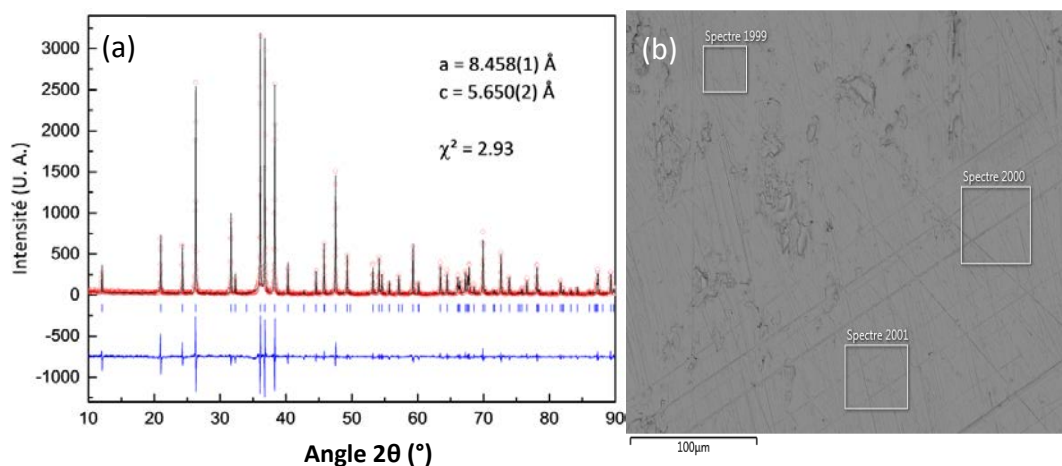 (a)
a = 8.458(1) Å
c = 5.650(2) Å
χ² = 2.93
Intensité (U. A.)
3000
2500
2000
1500
1000
500
0
-500
-1000
10 20 30 40 50 60 70 80 90
Angle 2θ (°)
(b)
Spectre 1999
Spectre 2000
Spectre 2001
100µm